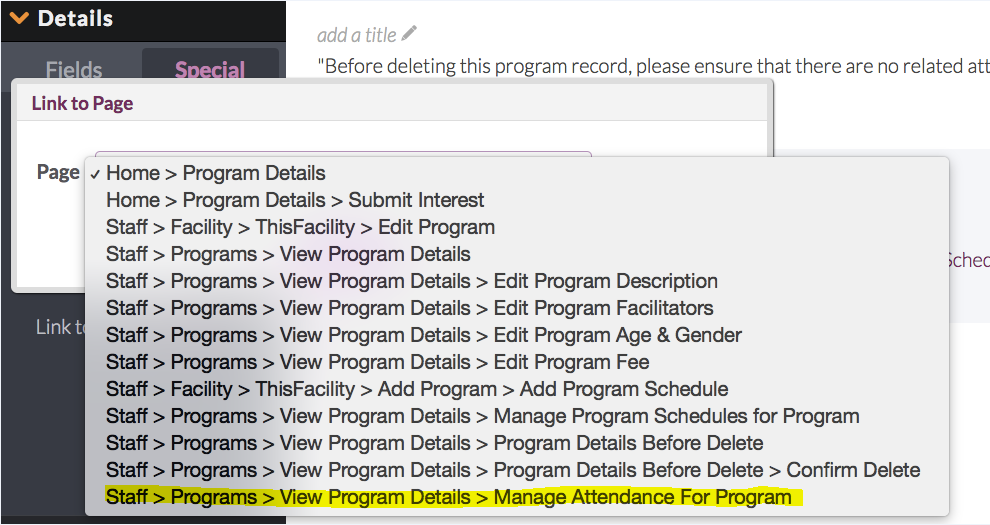 Details
add a title
Fields Special
"Before deleting this program record, please ensure that there are no related att
Link to Page
Page
✓ Home > Program Details
Home > Program Details > Submit Interest
Staff > Facility > ThisFacility > Edit Program
Staff > Programs > View Program Details
Sched
Staff > Programs > View Program Details > Edit Program Description
Staff > Programs > View Program Details > Edit Program Facilitators
Link to
Staff > Programs > View Program Details > Edit Program Age & Gender
Staff > Programs > View Program Details > Edit Program Fee
Staff > Facility > ThisFacility > Add Program > Add Program Schedule
Staff > Programs > View Program Details > Manage Program Schedules for Program
Staff > Programs > View Program Details > Program Details Before Delete
Staff > Programs > View Program Details > Program Details Before Delete > Confirm Delete
Staff > Programs > View Program Details > Manage Attendance For Program